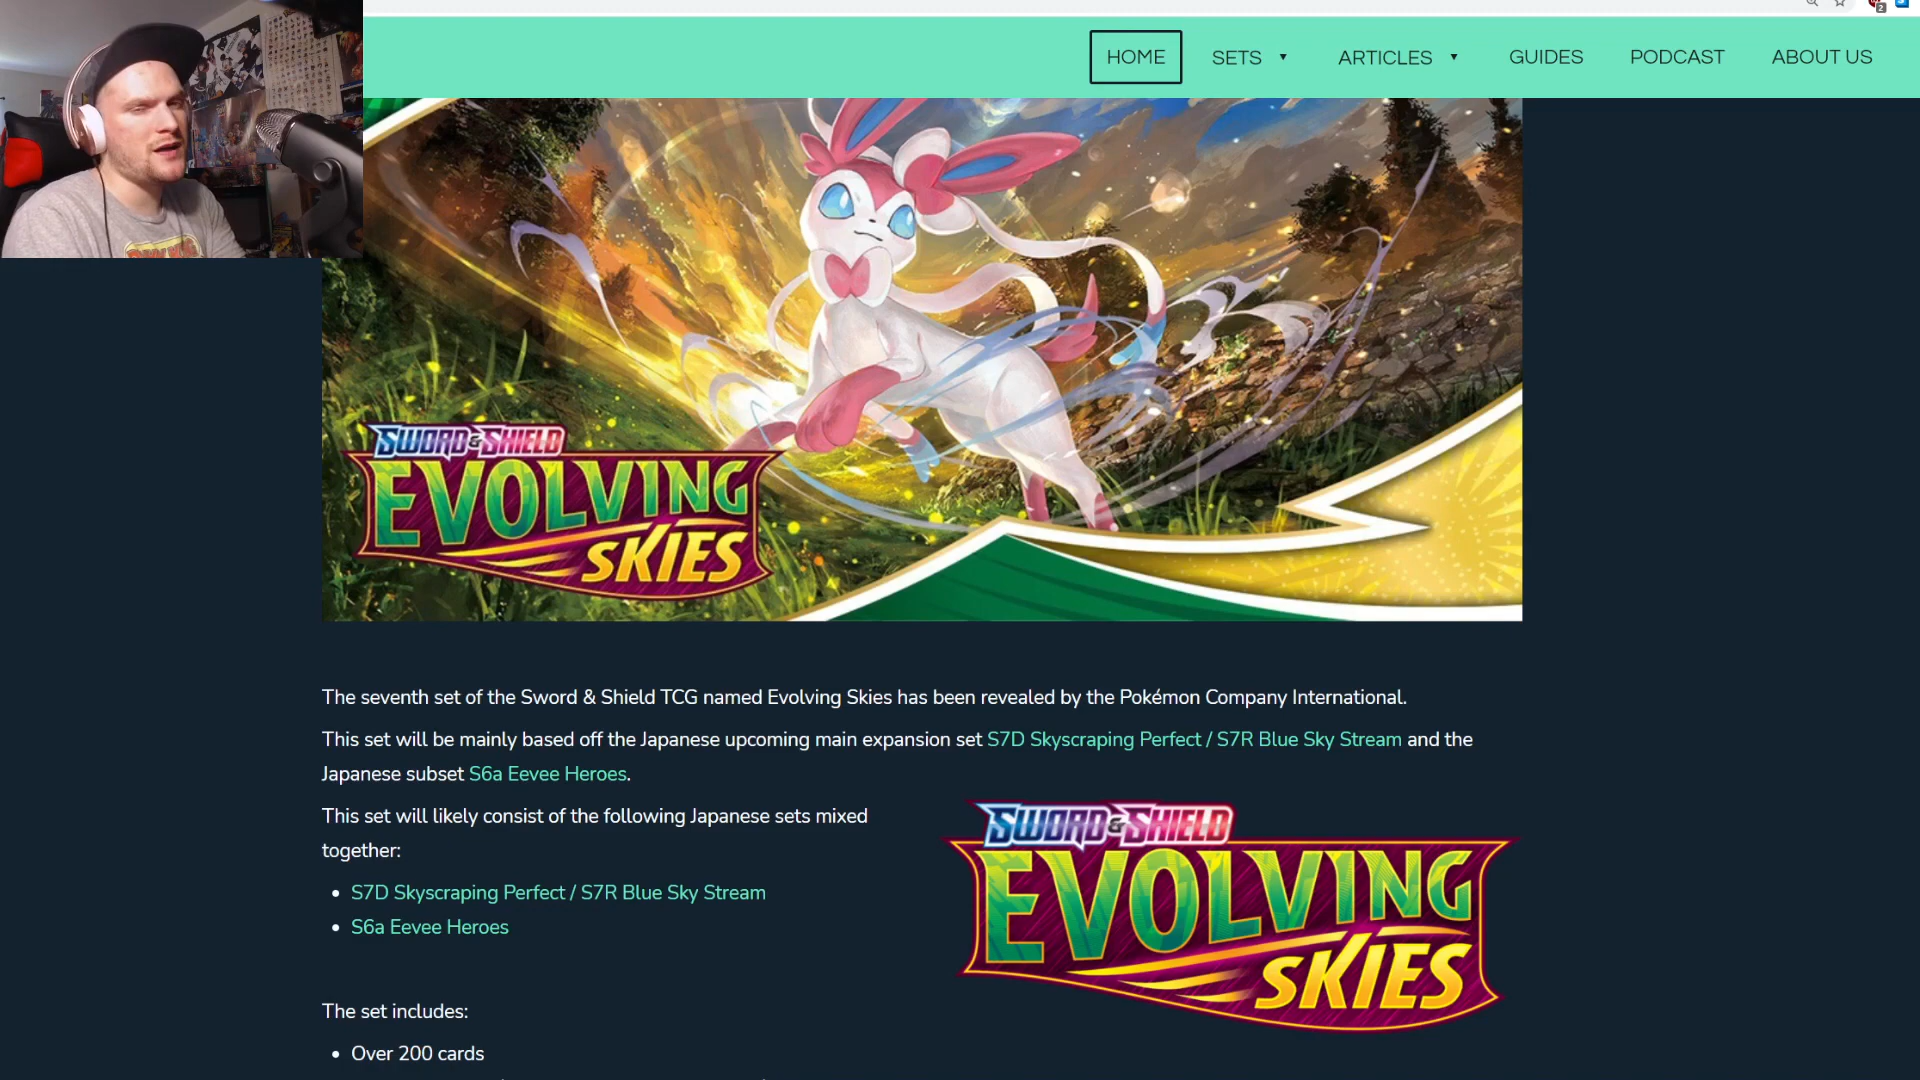 2
HOME SETS ARTICLES GUIDES PODCAST ABOUT US
SWORD & SHIELD
EVOLVING
SKIES
The seventh set of the Sword & Shield TCG named Evolving Skies has been revealed by the Pokémon Company International.
This set will be mainly based off the Japanese upcoming main expansion set S7D Skyscraping Perfect / S7R Blue Sky Stream and the
Japanese subset S6a Eevee Heroes.
This set will likely consist of the following Japanese sets mixed
together:
• S7D Skyscraping Perfect / S7R Blue Sky Stream
• S6a Eevee Heroes
SWORD & SHIELD
EVOLVING
SKIES
The set includes:
• Over 200 cards